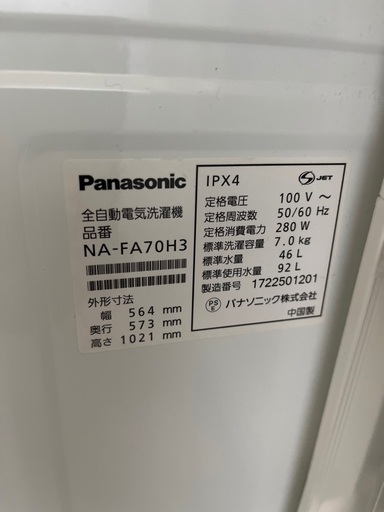 Panasonic
全自動電気洗濯機
品番
NA-FA70H3
外形寸法
幅 564 mm
奥行 573 mm
高さ 1021 mm
IPX4
S JET
定格電圧 100 V ～
定格周波数 50/60 Hz
定格消費電力 280 W
標準洗濯容量 7.0 kg
標準水量 46 L
標準使用水量 92 L
製造番号 1722501201
PS E パナソニック株式会社
中国製